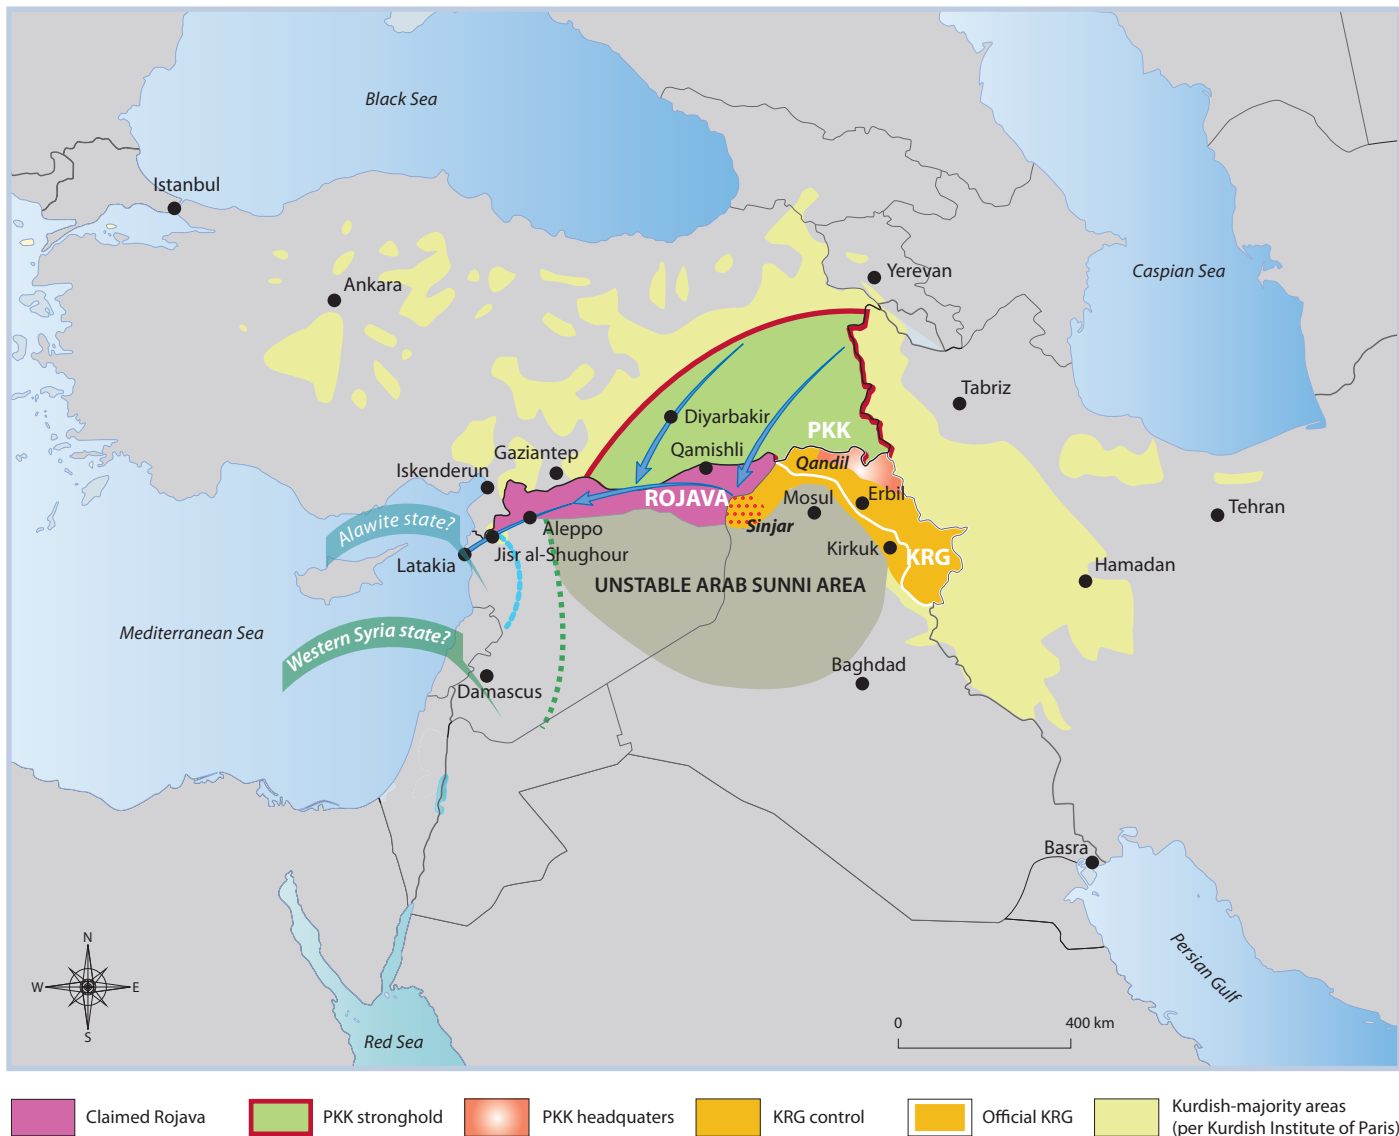 Black Sea
Istanbul
Ankara
Yerevan
Caspian Sea
Tabriz
Diyarbakir
PKK
Gaziantep
Qamishli
Qandil
Iskenderun
ROJAVA
Mosul
Erbil
Tehran
Alawite state?
Aleppo
Sinjar
Jisr al-Shughour
Kirkuk
KRG
Latakia
Hamadan
UNSTABLE ARAB SUNNI AREA
Mediterranean Sea
Western Syria state?
Baghdad
Damascus
Basra
N
W
E
S
Persian Gulf
Red Sea
0
400 km
Claimed Rojava
PKK stronghold
PKK headquaters
KRG control
Official KRG
Kurdish-majority areas
(per Kurdish Institute of Paris)